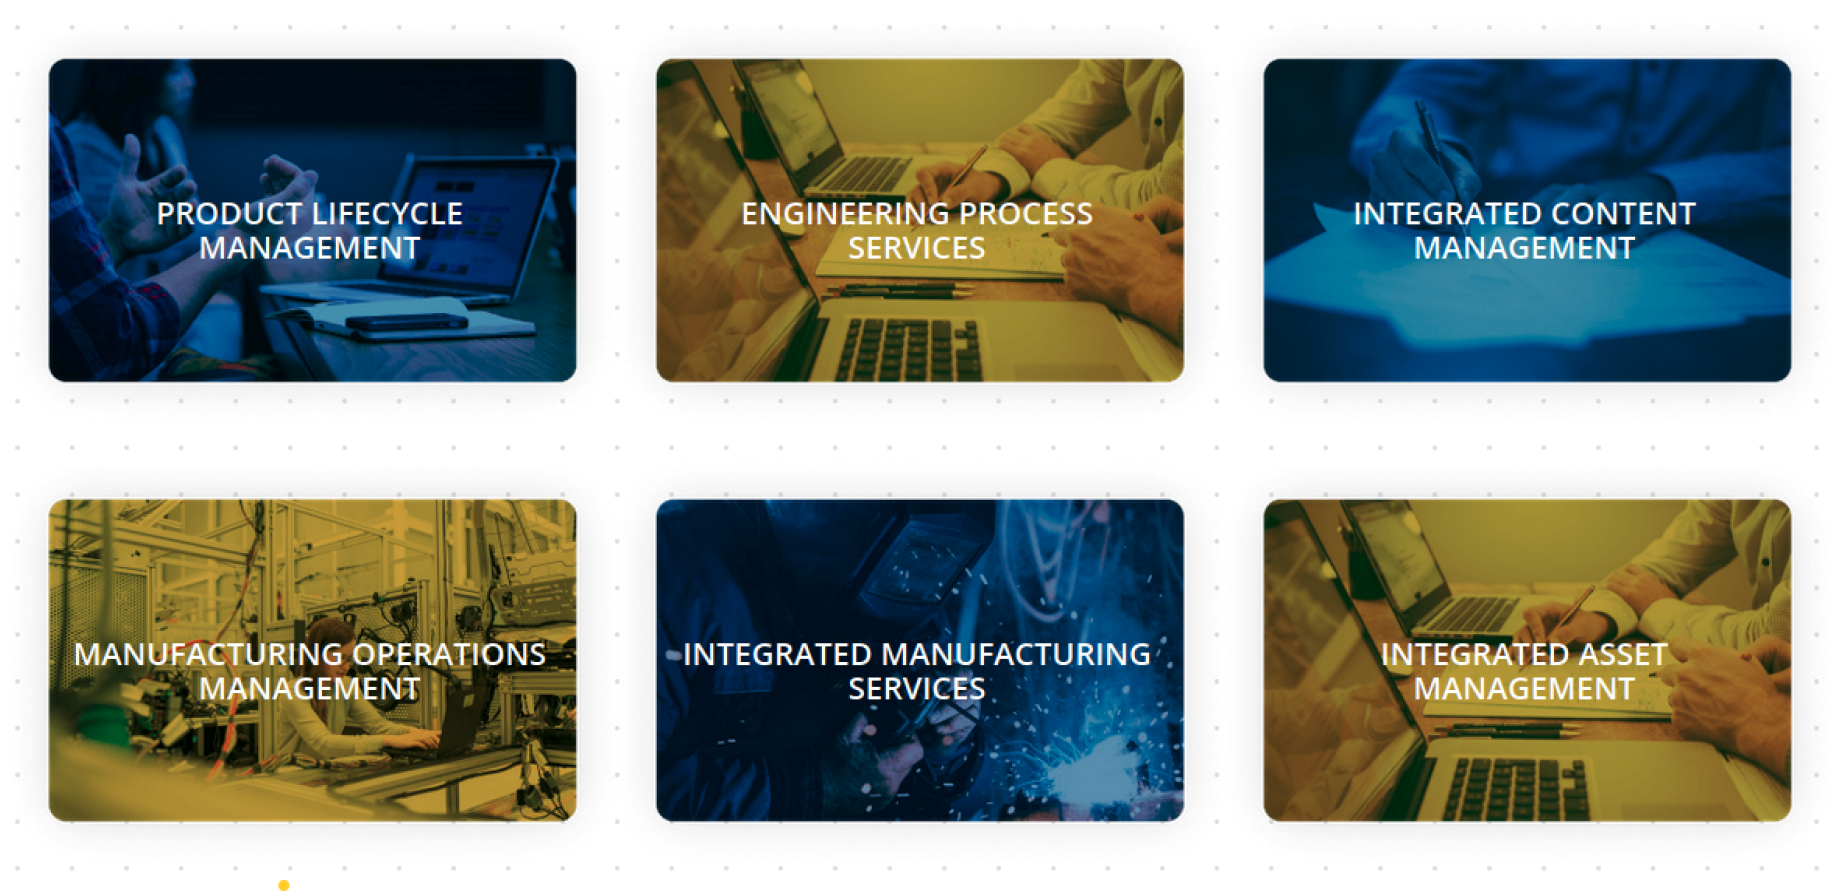 PRODUCT LIFECYCLE
MANAGEMENT
ENGINEERING PROCESS
SERVICES
INTEGRATED CONTENT
MANAGEMENT
MANUFACTURING OPERATIONS
MANAGEMENT
INTEGRATED MANUFACTURING
SERVICES
INTEGRATED ASSET
MANAGEMENT